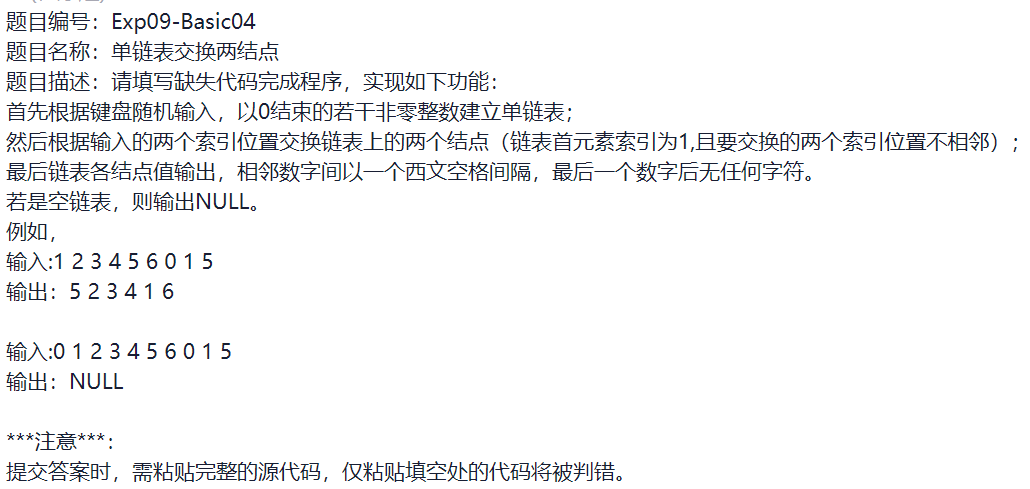 题目编号：Exp09-Basic04
题目名称：单链表交换两结点
题目描述：请填写缺失代码完成程序，实现如下功能：
首先根据键盘随机输入，以0结束的若干非零整数建立单链表；
然后根据输入的两个索引位置交换链表上的两个结点（链表首元素索引为1,且要交换的两个索引位置不相邻）；
最后链表各结点值输出，相邻数字间以一个西文空格间隔，最后一个数字后无任何字符。
若是空链表，则输出NULL。
例如，
输入:1 2 3 4 5 6 0 1 5
输出：5 2 3 4 1 6
输入:0 1 2 3 4 5 6 0 1 5
输出：NULL
***注意***：
提交答案时，需粘贴完整的源代码，仅粘贴填空处的代码将被判错。